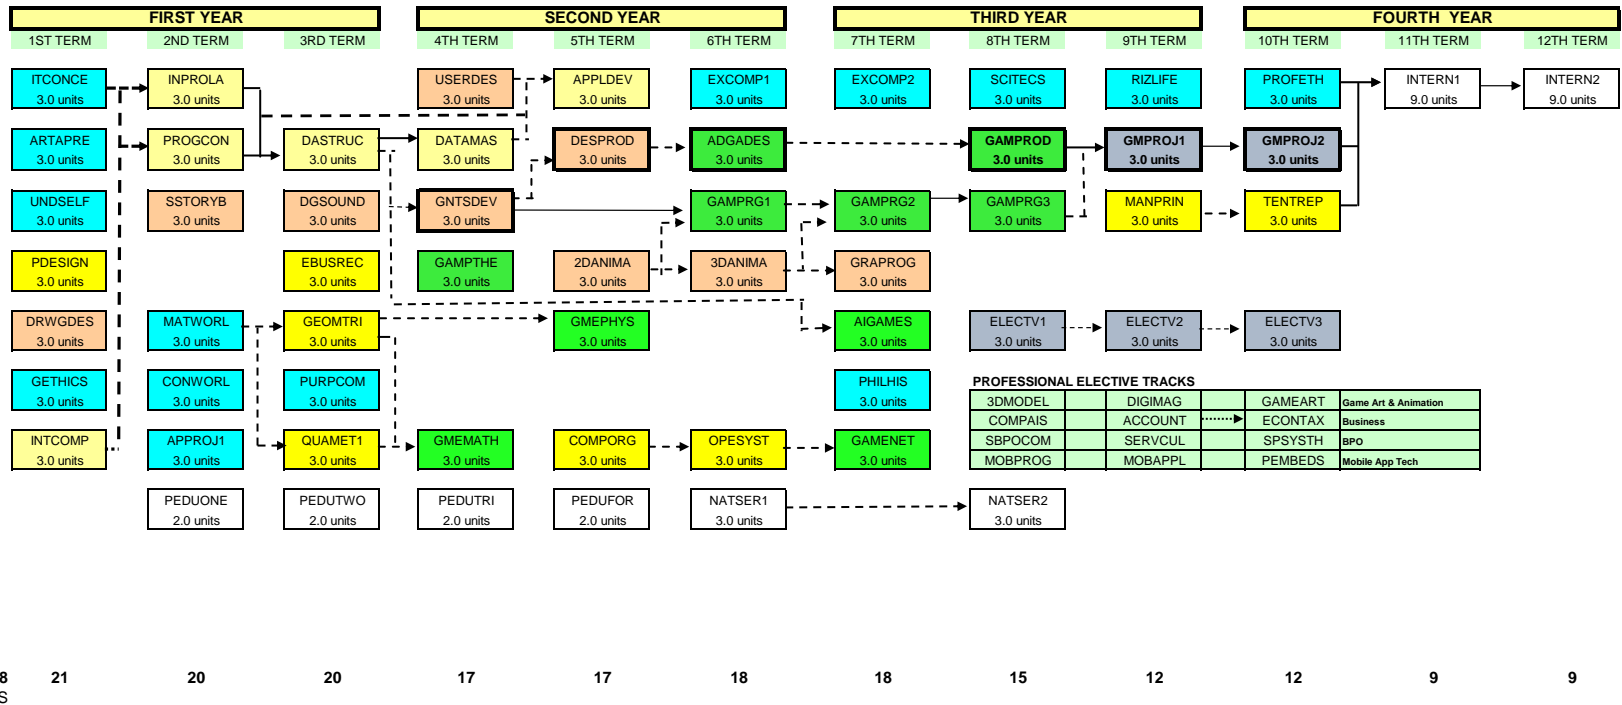 FIRST YEAR SECOND YEAR THIRD YEAR FOURTH YEAR
1ST TERM 2ND TERM 3RD TERM 4TH TERM 5TH TERM 6TH TERM 7TH TERM 8TH TERM 9TH TERM 10TH TERM 11TH TERM 12TH TERM
ITCONCE INPROLA USERDES APPLDEV EXCOMP1 EXCOMP2 SCITECS RIZLIFE PROFETH INTERN1 INTERN2
3.0 units 3.0 units 3.0 units 3.0 units 3.0 units 3.0 units 3.0 units 3.0 units 3.0 units 9.0 units 9.0 units
ARTAPRE PROGCON DASTRUC DATAMAS DESPROD ADGADES GAMPROD GMPROJ1 GMPROJ2
3.0 units 3.0 units 3.0 units 3.0 units 3.0 units 3.0 units 3.0 units 3.0 units 3.0 units
UNDSELF SSTORYB DGSOUND GNTSDEV GAMPRG1 GAMPRG2 GAMPRG3 MANPRIN TENTREP
3.0 units 3.0 units 3.0 units 3.0 units 3.0 units 3.0 units 3.0 units 3.0 units 3.0 units
PDESIGN EBUSREC GAMPTHE 2DANIMA 3DANIMA GRAPROG
3.0 units 3.0 units 3.0 units 3.0 units 3.0 units 3.0 units
DRWGDES MATWORL GEOMTRI GMEPHYS AIGAMES ELECTV1 ELECTV2 ELECTV3
3.0 units 3.0 units 3.0 units 3.0 units 3.0 units 3.0 units 3.0 units 3.0 units
GETHICS CONWORL PURPCOM PHILHIS
3.0 units 3.0 units 3.0 units 3.0 units
PROFESSIONAL ELECTIVE TRACKS
3DMODEL DIGIMAG GAMEART Game Art & Animation
COMPAIS ACCOUNT ECONTAX Business
SBPOCOM SERVCUL SPSYSTH BPO
MOBPROG MOBAPPL PEMBEDS Mobile App Tech
INTCOMP APPROJ1 QUAMET1 GMEMATH COMPORG OPESYST GAMENET
3.0 units 3.0 units 3.0 units 3.0 units 3.0 units 3.0 units 3.0 units
PEDUONE PEDUTWO PEDUTRI PEDUFOR NATSER1 NATSER2
2.0 units 2.0 units 2.0 units 2.0 units 3.0 units 3.0 units
8 21 20 20 17 17 18 18 15 12 12 9 9
S